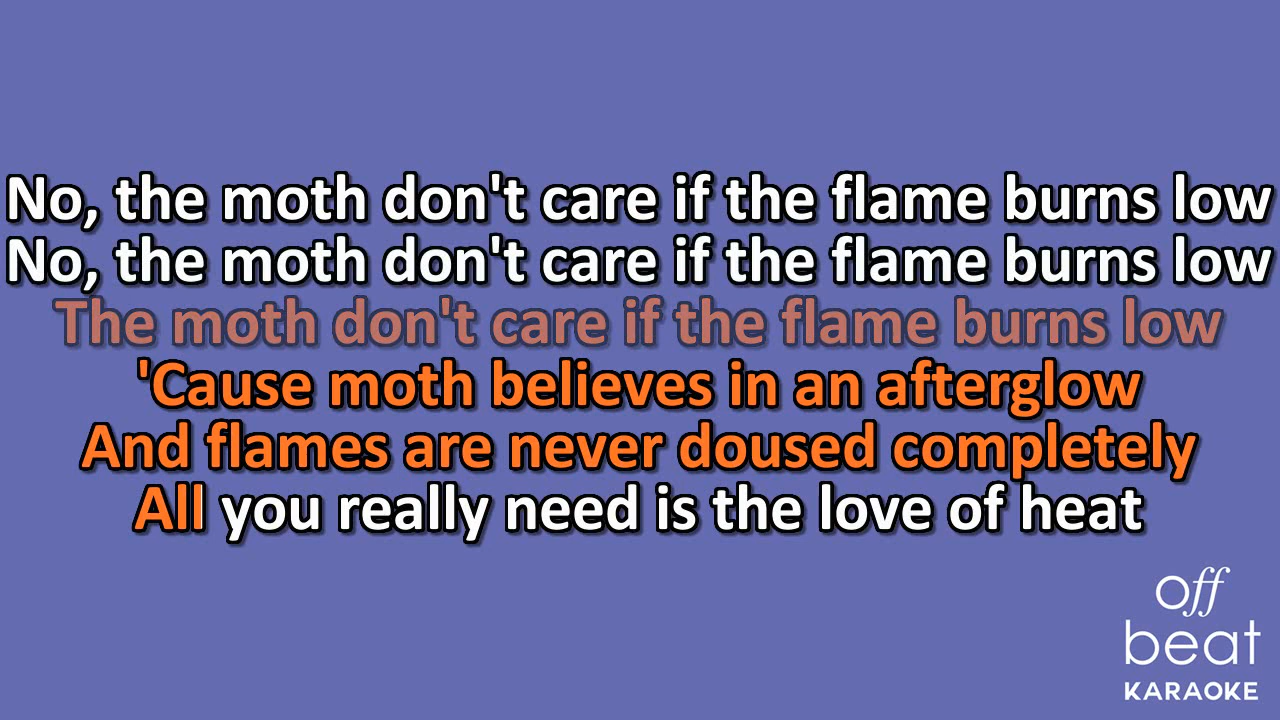 No, the moth don't care if the flame burns low
No, the moth don't care if the flame burns low
The moth don't care if the flame burns low
'Cause moth believes in an afterglow
And flames are never doused completely
All you really need is the love of heat
off
beat
KARAOKE